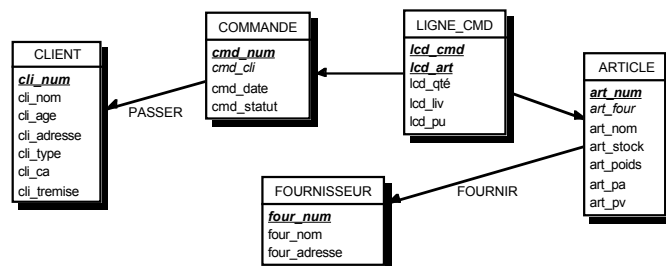 CLIENT
cli_num
cli_nom
cli_age
cli_adresse
cli_type
cli_ca
cli_tremise
PASSER
COMMANDE
cmd_num
cmd_cli
cmd_date
cmd_statut
LIGNE_CMD
lcd_cmd
lcd_art
lcd_qté
lcd_liv
lcd_pu
ARTICLE
art_num
art_four
art_nom
art_stock
art_poids
art_pa
art_pv
FOURNIR
FOURNISSEUR
four_num
four_nom
four_adresse